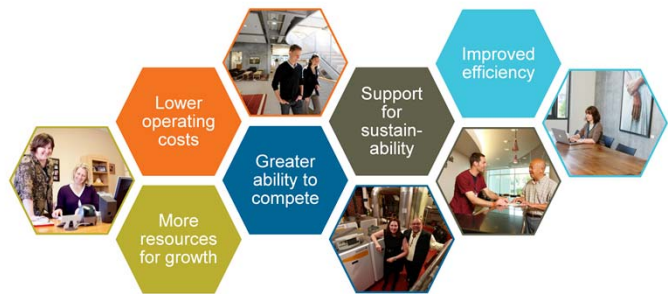 Lower
operating
costs
More
resources
for growth
Greater
ability to
compete
Support
for
sustain-
ability
Improved
efficiency